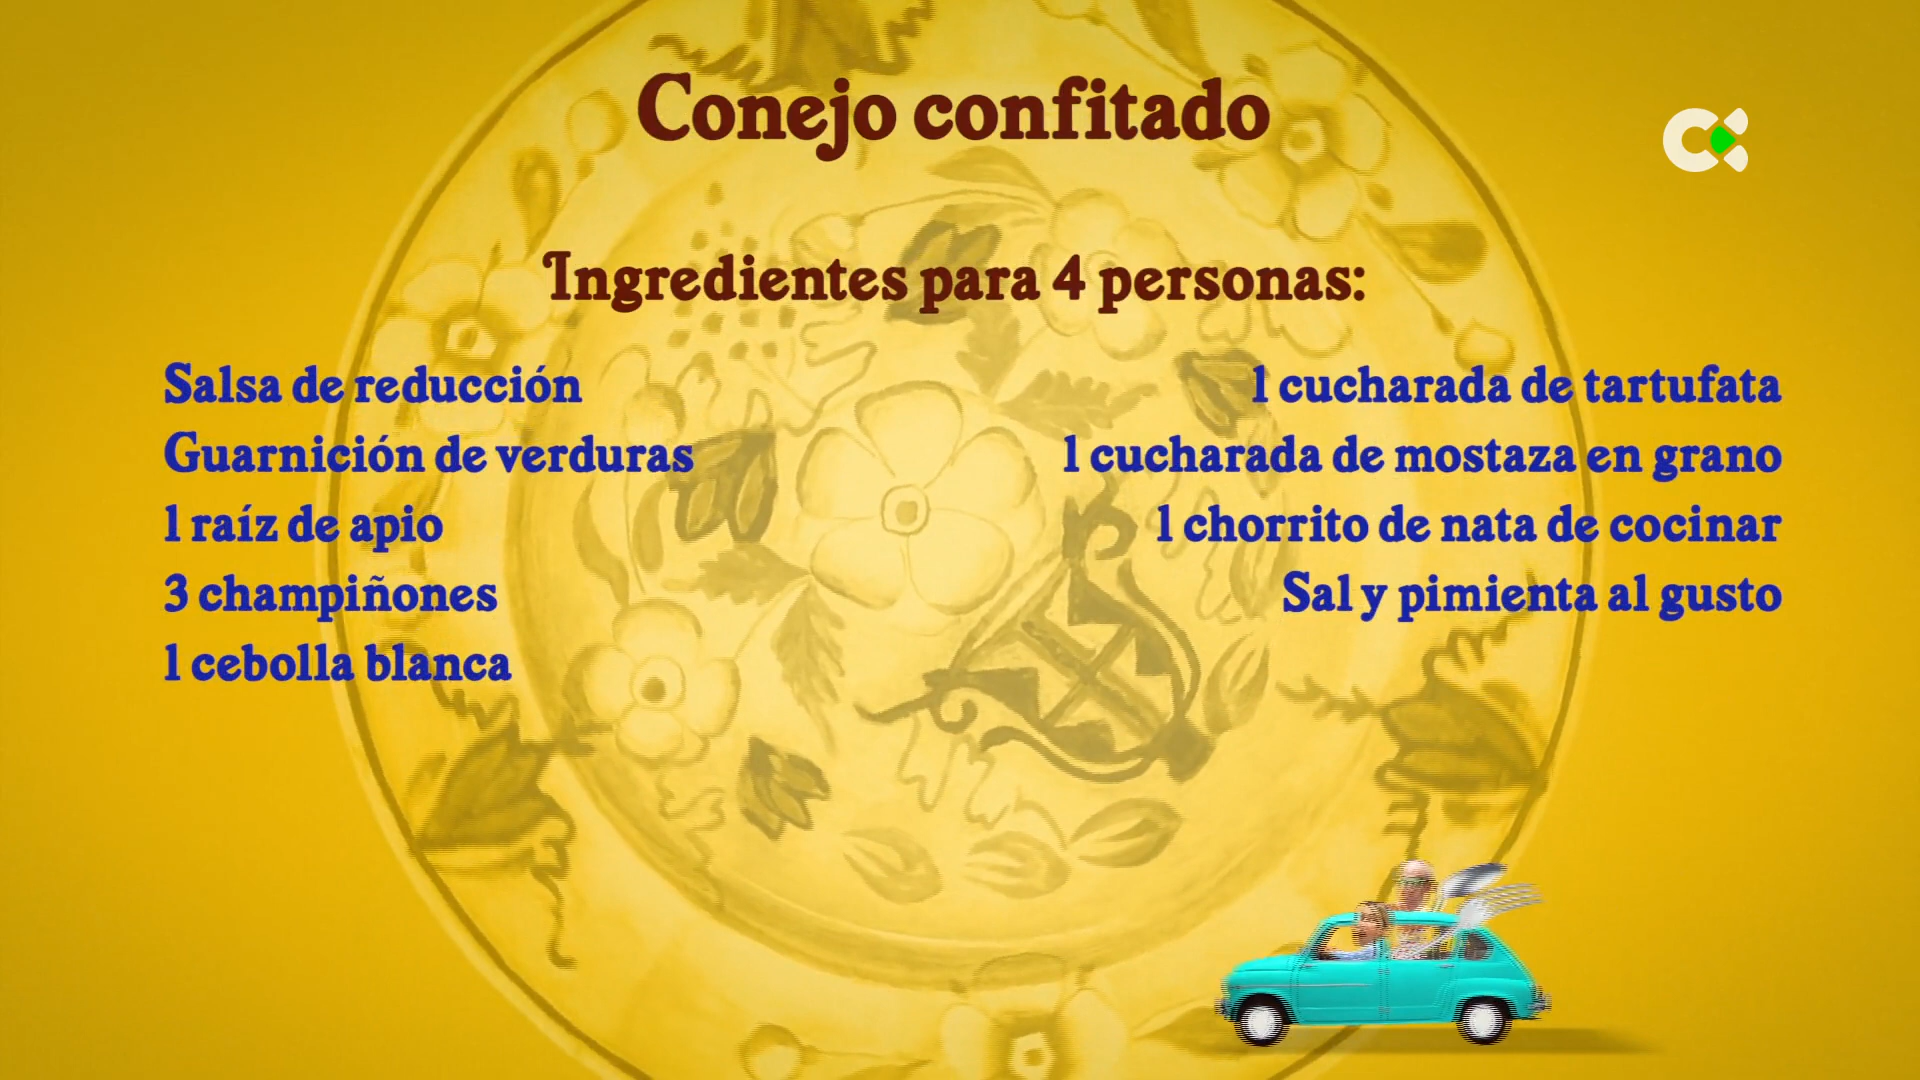 Conejo confitado
Ingredientes para 4 personas:
Salsa de reducción
Guarnición de verduras
1 raíz de apio
3 champiñones
1 cebolla blanca
1 cucharada de tartufata
1 cucharada de mostaza en grano
1 chorrito de nata de cocinar
Sal y pimienta al gusto